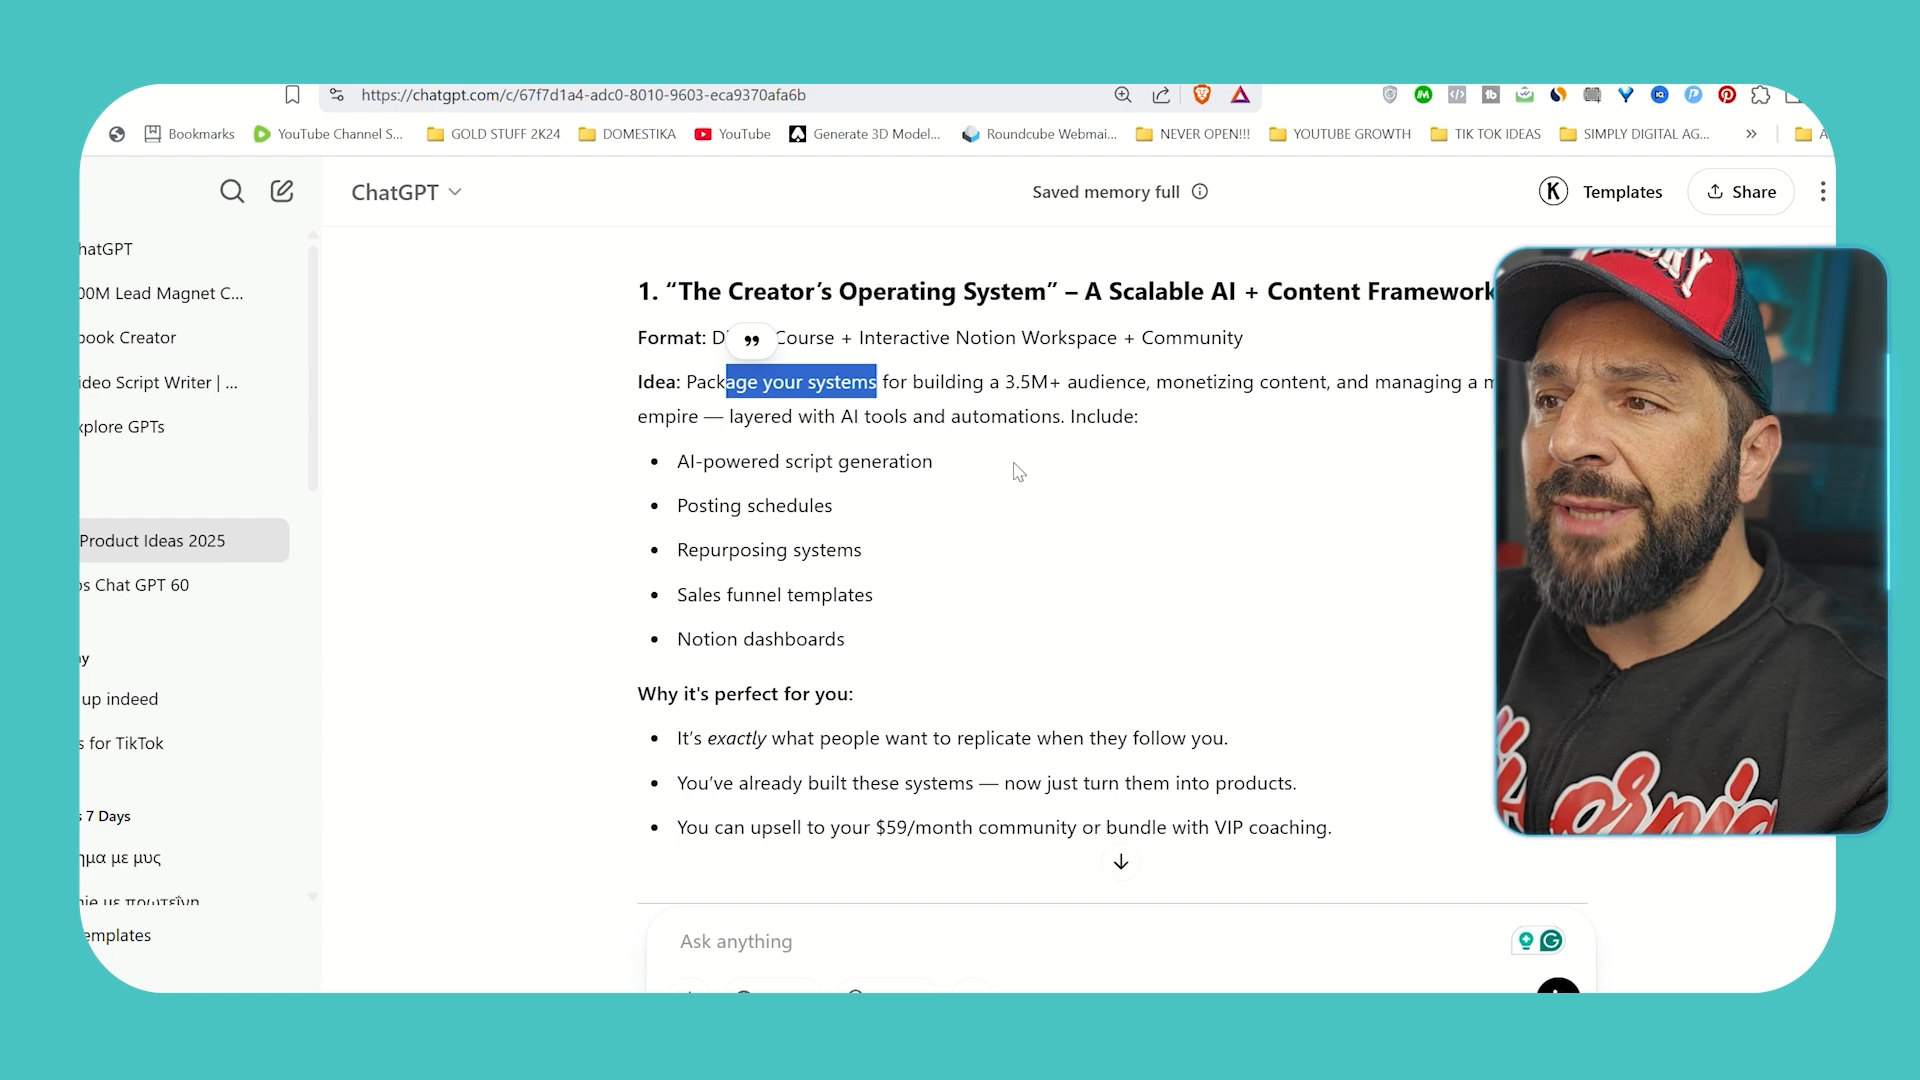 https://chatgpt.com/c/67f7d1a4-adc0-8010-9603-eca9370afa6b
Bookmarks
YouTube Channel S...
GOLD STUFF 2K24
DOMESTIKA
YouTube
Generate 3D Model...
Roundcube Webmai...
NEVER OPEN!!!
YOUTUBE GROWTH
TIK TOK IDEAS
SIMPLY DIGITAL AG...
»
A
ChatGPT
Saved memory full
K
Templates
Share
hatGPT
00M Lead Magnet C...
book Creator
ideo Script Writer | ...
xplore GPTs
Product Ideas 2025
os Chat GPT 60
ay
up indeed
s for TikTok
s 7 Days
ημα με μυς
nie με πρωτεΐνη
emplates
1. “The Creator’s Operating System” – A Scalable AI + Content Framework
Format: D Course + Interactive Notion Workspace + Community
Idea: Package your systems for building a 3.5M+ audience, monetizing content, and managing a m
empire — layered with AI tools and automations. Include:
• AI-powered script generation
• Posting schedules
• Repurposing systems
• Sales funnel templates
• Notion dashboards
Why it's perfect for you:
• It’s exactly what people want to replicate when they follow you.
• You’ve already built these systems — now just turn them into products.
• You can upsell to your $59/month community or bundle with VIP coaching.
Ask anything